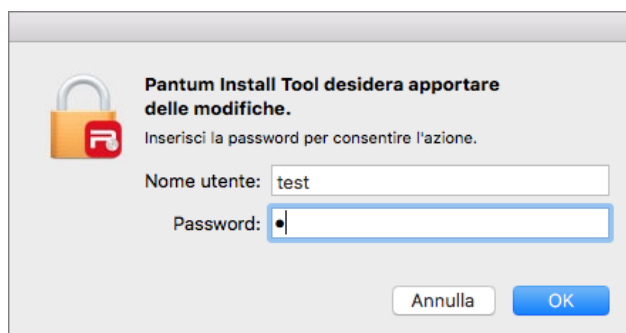 Pantum Install Tool desidera apportare
delle modifiche.
Inserisci la password per consentire l'azione.
Nome utente: test
Password: •
Annulla OK